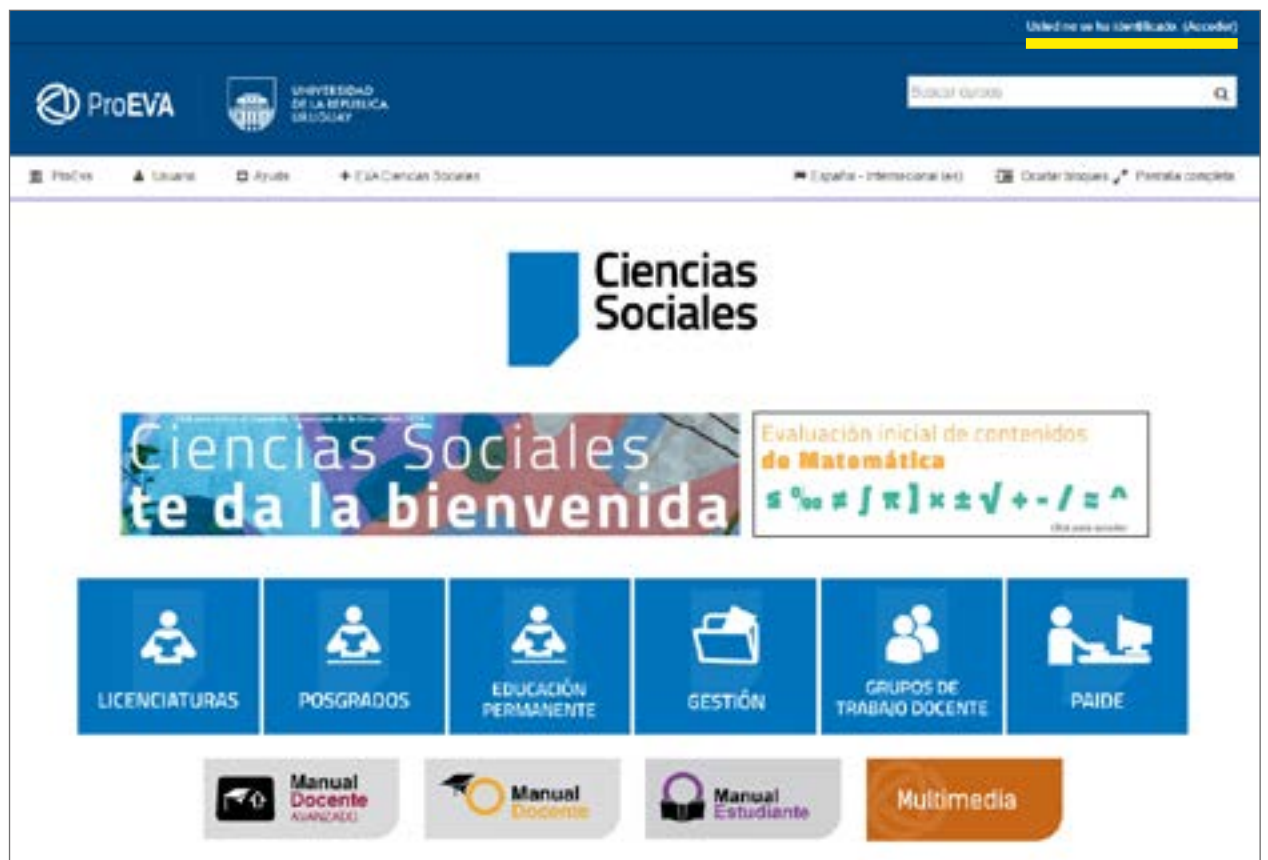 Usted no se ha identificado. (Acceder)
ProEVA
UNIVERSIDAD
DE LA REPÚBLICA
URUGUAY
Buscar cursos
ProEva Usuario Ayuda EVA Ciencias Sociales Español - Internacional (es) Ocultar bloques Pantalla completa
Ciencias
Sociales
Ciencias Sociales
te da la bienvenida
Evaluación inicial de contenidos
de Matemática
≤ ‰ ≠ ∫ π ] × ± √ + - / ≈ ^
Click para acceder
LICENCIATURAS
POSGRADOS
EDUCACIÓN
PERMANENTE
GESTIÓN
GRUPOS DE
TRABAJO DOCENTE
PAIDE
Manual
Docente
AVANZADO
Manual
Docente
Manual
Estudiante
Multimedia